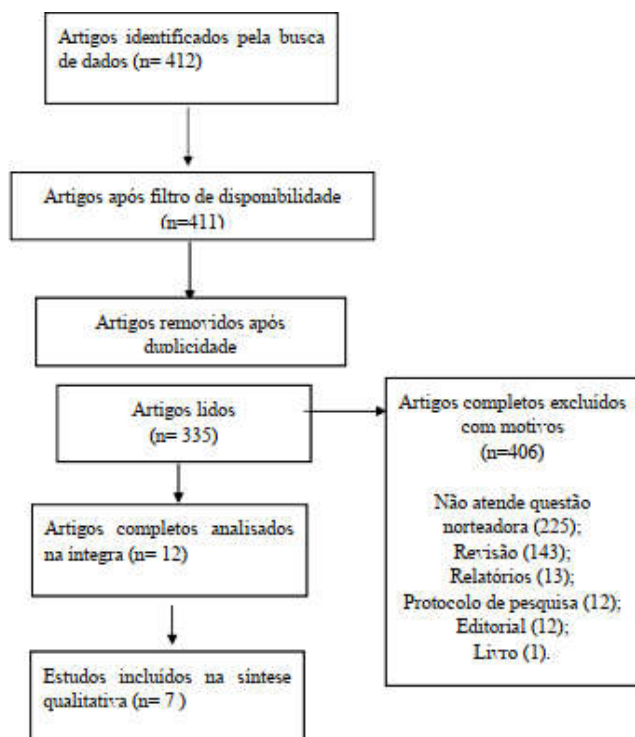 Artigos identificados pela busca
de dados (n= 412)
Artigos após filtro de disponibilidade
(n=411)
Artigos removidos após
duplicidade
Artigos lidos
(n= 335)
Artigos completos analisados
na íntegra (n= 12)
Estudos incluídos na síntese
qualitativa (n= 7 )
Artigos completos excluídos
com motivos
(n=406)
Não atende questão
norteadora (225);
Revisão (143);
Relatórios (13);
Protocolo de pesquisa (12);
Editorial (12);
Livro (1).